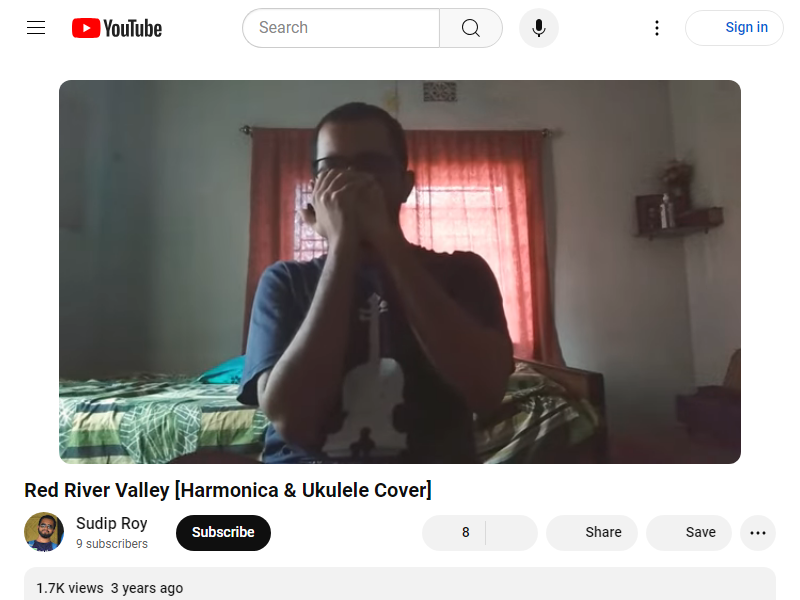 YouTube
Search
Sign in
Red River Valley [Harmonica & Ukulele Cover]
Sudip Roy
9 subscribers
Subscribe
8
Share
Save
1.7K views 3 years ago